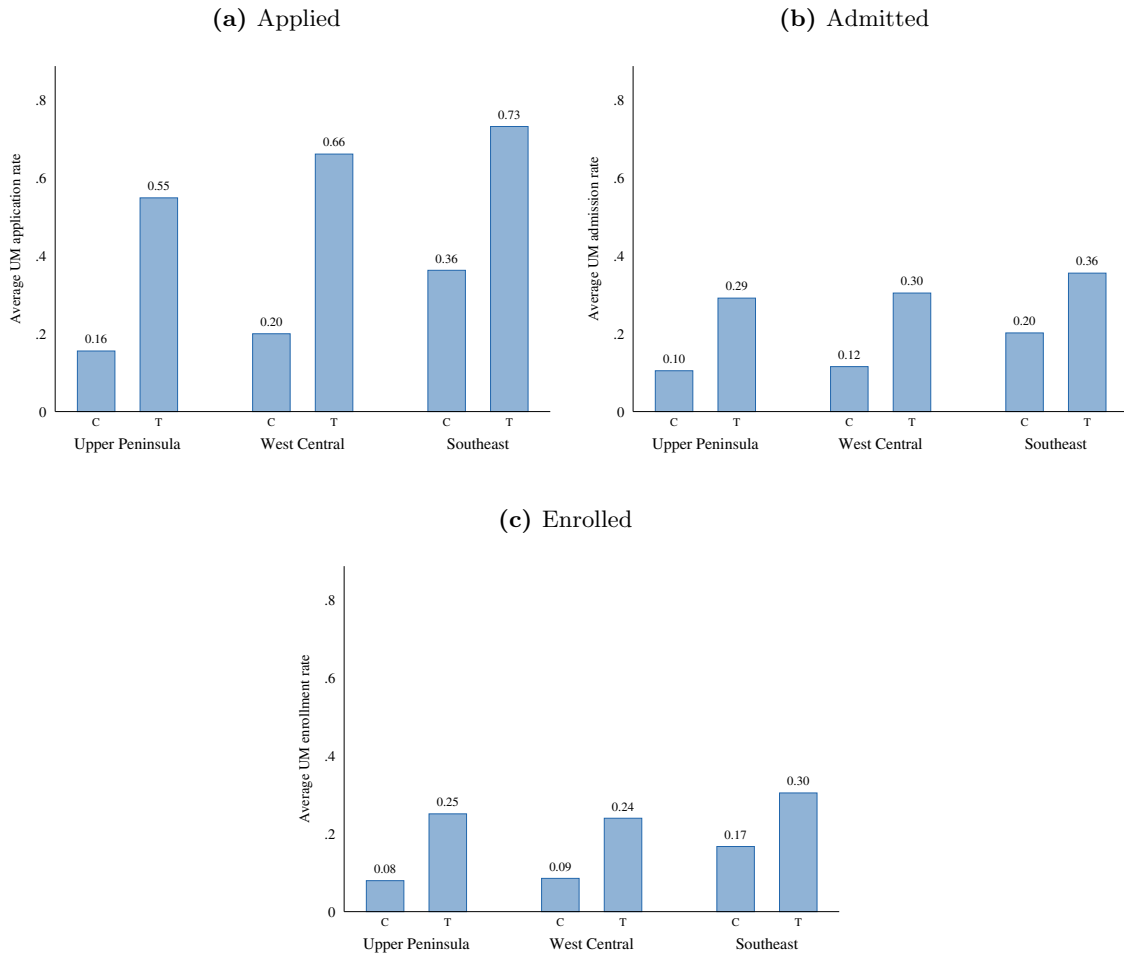 (a) Applied
Average UM application rate
.8
.6
.4
.2
0
0.16
0.55
0.20
0.66
0.36
0.73
C T C T C T
Upper Peninsula West Central Southeast
(b) Admitted
Average UM admission rate
.8
.6
.4
.2
0
0.10
0.29
0.12
0.30
0.20
0.36
C T C T C T
Upper Peninsula West Central Southeast
(c) Enrolled
Average UM enrollment rate
.8
.6
.4
.2
0
0.08
0.25
0.09
0.24
0.17
0.30
C T C T C T
Upper Peninsula West Central Southeast